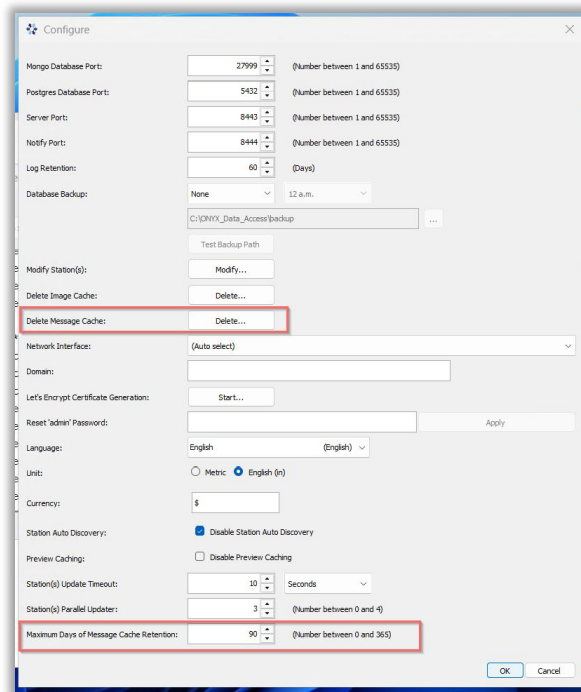 Configure
Mongo Database Port: 27999 (Number between 1 and 65535)
Postgres Database Port: 5432 (Number between 1 and 65535)
Server Port: 8443 (Number between 1 and 65535)
Notify Port: 8444 (Number between 1 and 65535)
Log Retention: 60 (Days)
Database Backup: None 12 a.m.
C:\ONYX_Data_Access\backup ...
Test Backup Path
Modify Station(s): Modify...
Delete Image Cache: Delete...
Delete Message Cache: Delete...
Network Interface: (Auto select)
Domain:
Let's Encrypt Certificate Generation: Start...
Reset 'admin' Password: Apply
Language: English (English)
Unit: Metric English (in)
Currency: $
Station Auto Discovery: Disable Station Auto Discovery
Preview Caching: Disable Preview Caching
Station(s) Update Timeout: 10 Seconds
Station(s) Parallel Updater: 3 (Number between 0 and 4)
Maximum Days of Message Cache Retention: 90 (Number between 0 and 365)
OK Cancel